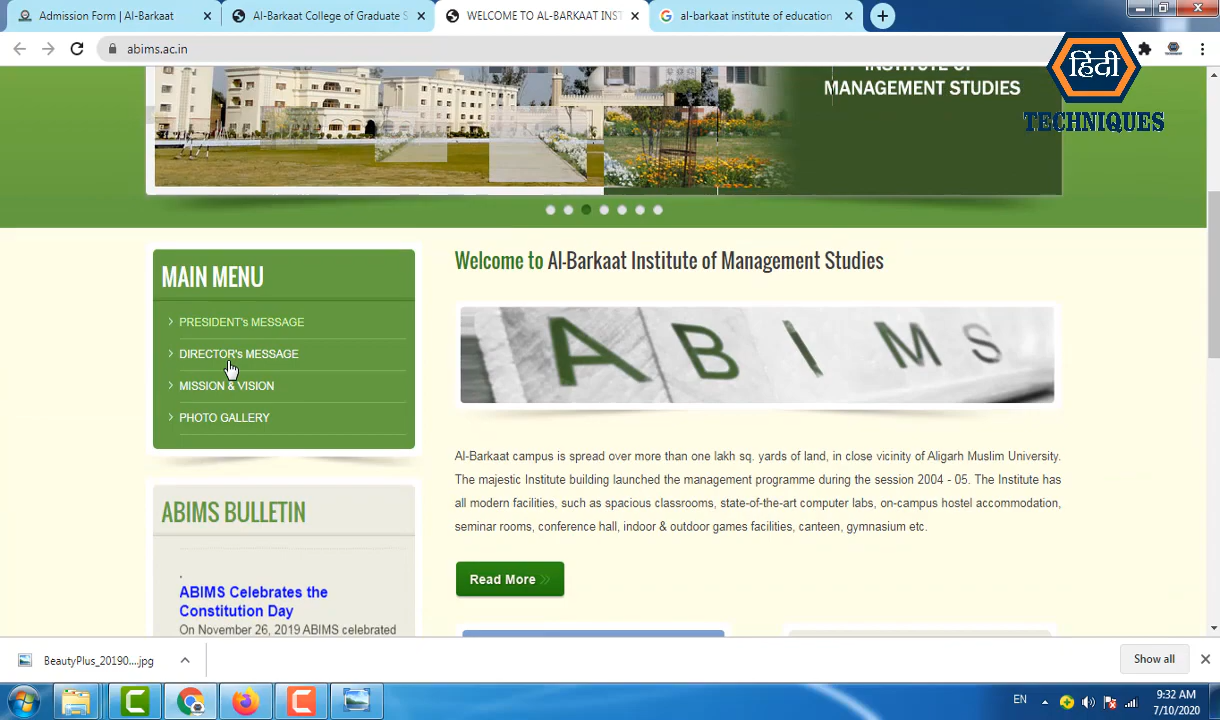 Admission Form | Al-Barkaat
Al-Barkaat College of Graduate S
WELCOME TO AL-BARKAAT INST
al-barkaat institute of education
abims.ac.in
हिंदी
TECHNIQUES
INSTITUTE OF
MANAGEMENT STUDIES
MAIN MENU
PRESIDENT's MESSAGE
DIRECTOR's MESSAGE
MISSION & VISION
PHOTO GALLERY
Welcome to Al-Barkaat Institute of Management Studies
ABIMS
Al-Barkaat campus is spread over more than one lakh sq. yards of land, in close vicinity of Aligarh Muslim University.
The majestic Institute building launched the management programme during the session 2004 - 05. The Institute has
all modern facilities, such as spacious classrooms, state-of-the-art computer labs, on-campus hostel accommodation,
seminar rooms, conference hall, indoor & outdoor games facilities, canteen, gymnasium etc.
Read More
ABIMS BULLETIN
.
ABIMS Celebrates the
Constitution Day
On November 26, 2019 ABIMS celebrated
BeautyPlus_20190....jpg
Show all
EN
9:32 AM
7/10/2020